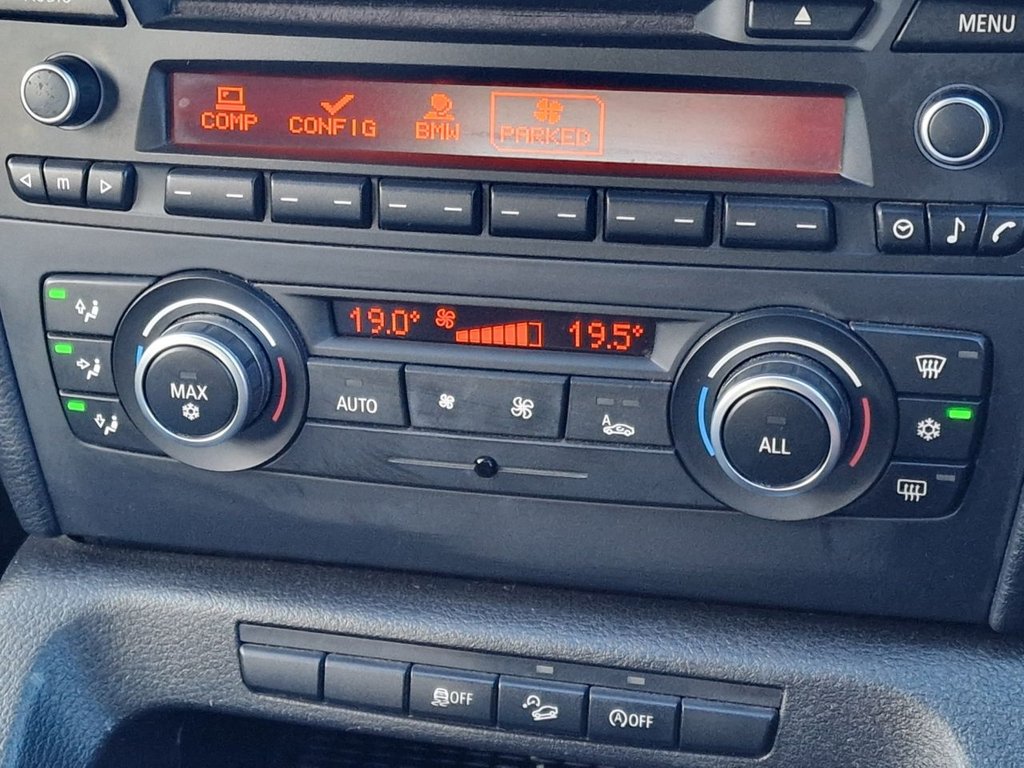 MENU
COMP CONFIG BMW PARKED
m
19.0° 19.5°
MAX
AUTO
A
ALL
OFF
A OFF